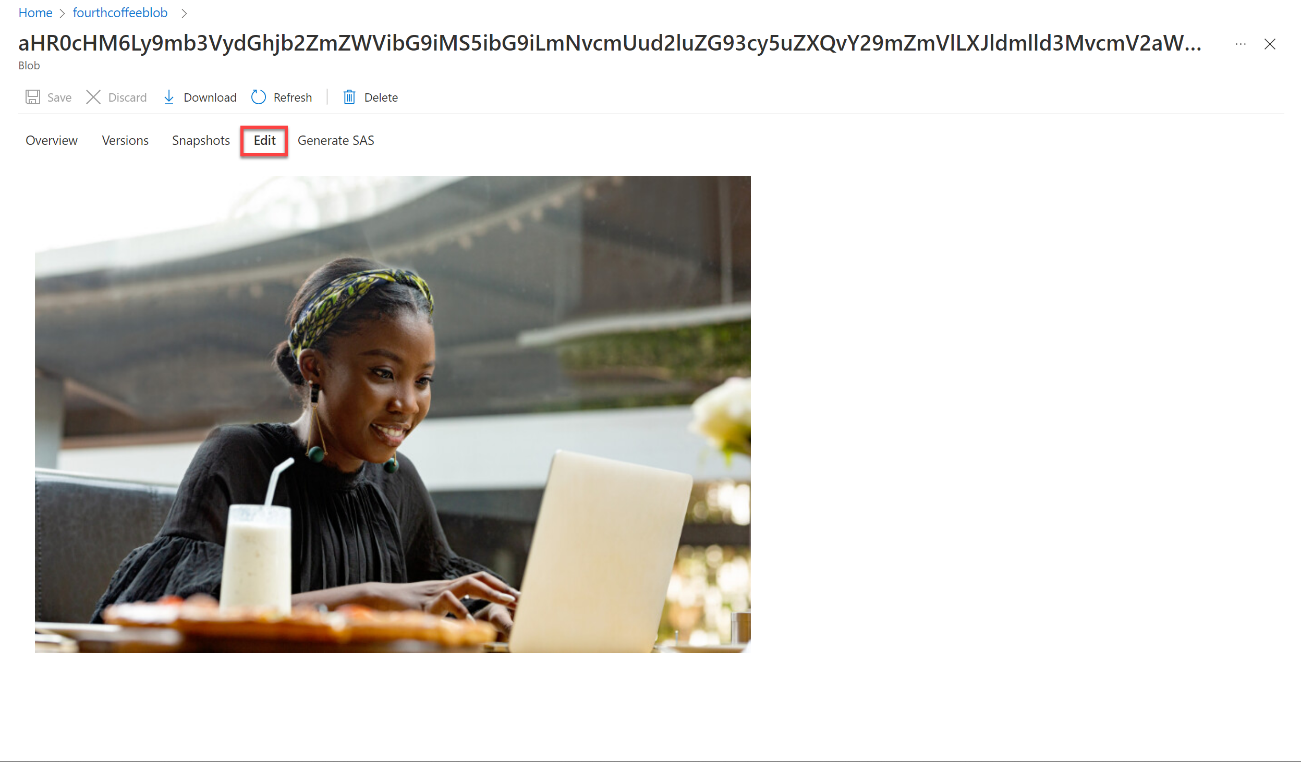 Home > fourthcoffeeblob >
aHR0cHM6Ly9mb3VydGhjb2ZmZWVibG9iMS5ibG9iLmNvcmUud2luZG93cy5uZXQvY29mZmVlLXJldmlld3MvcmV2aW...
Blob
Save Discard Download Refresh Delete
Overview Versions Snapshots Edit Generate SAS